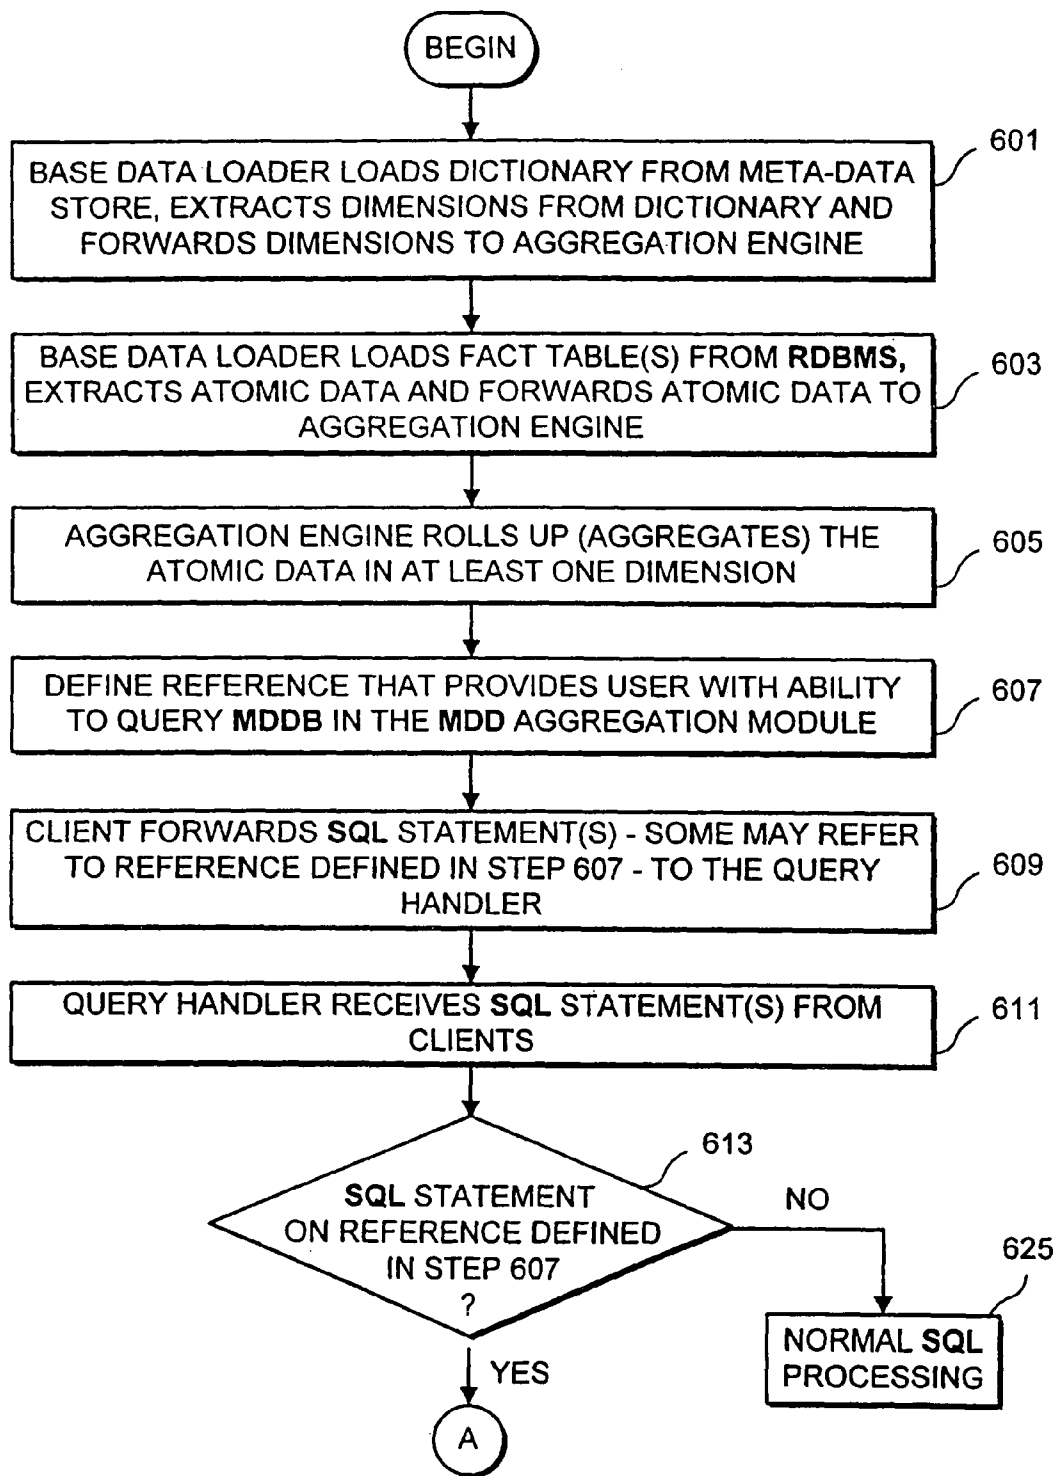 BEGIN
601
BASE DATA LOADER LOADS DICTIONARY FROM META-DATA
STORE, EXTRACTS DIMENSIONS FROM DICTIONARY AND
FORWARDS DIMENSIONS TO AGGREGATION ENGINE
603
BASE DATA LOADER LOADS FACT TABLE(S) FROM RDBMS,
EXTRACTS ATOMIC DATA AND FORWARDS ATOMIC DATA TO
AGGREGATION ENGINE
605
AGGREGATION ENGINE ROLLS UP (AGGREGATES) THE
ATOMIC DATA IN AT LEAST ONE DIMENSION
607
DEFINE REFERENCE THAT PROVIDES USER WITH ABILITY
TO QUERY MDDB IN THE MDD AGGREGATION MODULE
609
CLIENT FORWARDS SQL STATEMENT(S) - SOME MAY REFER
TO REFERENCE DEFINED IN STEP 607 - TO THE QUERY
HANDLER
611
QUERY HANDLER RECEIVES SQL STATEMENT(S) FROM
CLIENTS
613
SQL STATEMENT
ON REFERENCE DEFINED
IN STEP 607
?
NO
625
NORMAL SQL
PROCESSING
YES
A